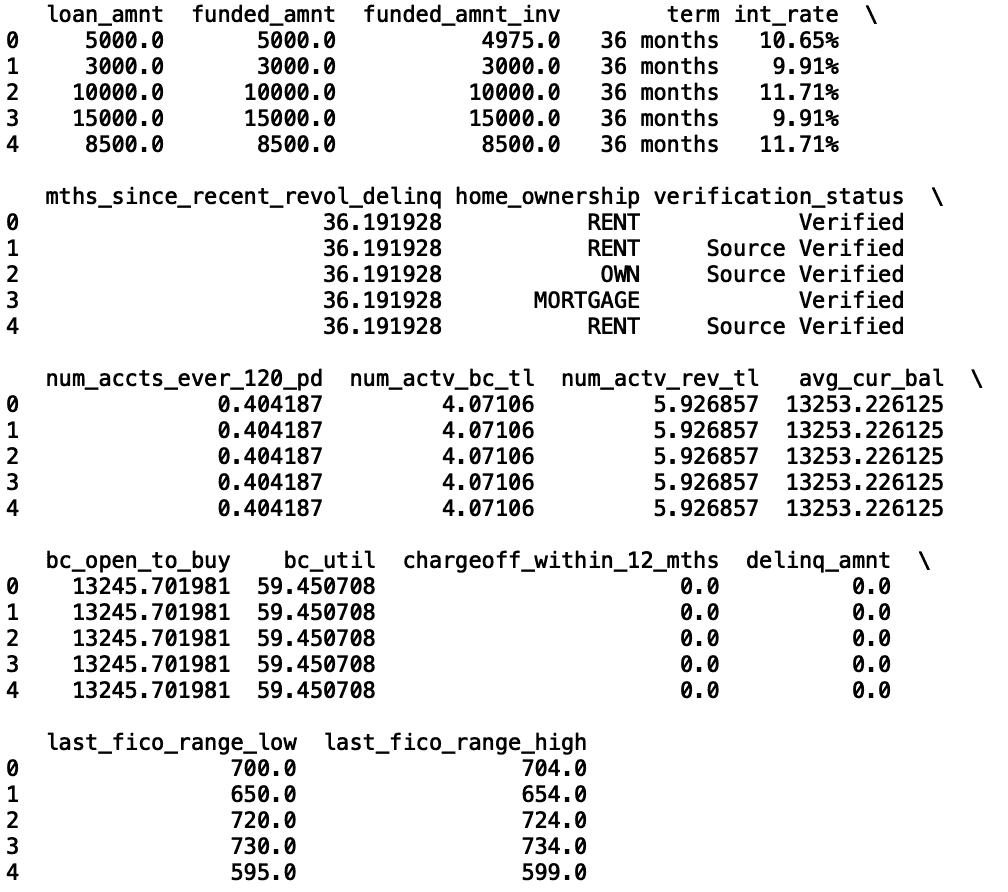 loan_amnt  funded_amnt  funded_amnt_inv        term int_rate  \
0     5000.0       5000.0           4975.0   36 months   10.65%
1     3000.0       3000.0           3000.0   36 months    9.91%
2    10000.0      10000.0          10000.0   36 months   11.71%
3    15000.0      15000.0          15000.0   36 months    9.91%
4     8500.0       8500.0           8500.0   36 months   11.71%

   mths_since_recent_revol_delinq home_ownership verification_status  \
0                       36.191928           RENT            Verified
1                       36.191928           RENT     Source Verified
2                       36.191928            OWN     Source Verified
3                       36.191928       MORTGAGE            Verified
4                       36.191928           RENT     Source Verified

   num_accts_ever_120_pd  num_actv_bc_tl  num_actv_rev_tl   avg_cur_bal  \
0               0.404187         4.07106         5.926857  13253.226125
1               0.404187         4.07106         5.926857  13253.226125
2               0.404187         4.07106         5.926857  13253.226125
3               0.404187         4.07106         5.926857  13253.226125
4               0.404187         4.07106         5.926857  13253.226125

   bc_open_to_buy    bc_util  chargeoff_within_12_mths  delinq_amnt  \
0    13245.701981  59.450708                       0.0          0.0
1    13245.701981  59.450708                       0.0          0.0
2    13245.701981  59.450708                       0.0          0.0
3    13245.701981  59.450708                       0.0          0.0
4    13245.701981  59.450708                       0.0          0.0

   last_fico_range_low  last_fico_range_high
0                700.0                 704.0
1                650.0                 654.0
2                720.0                 724.0
3                730.0                 734.0
4                595.0                 599.0